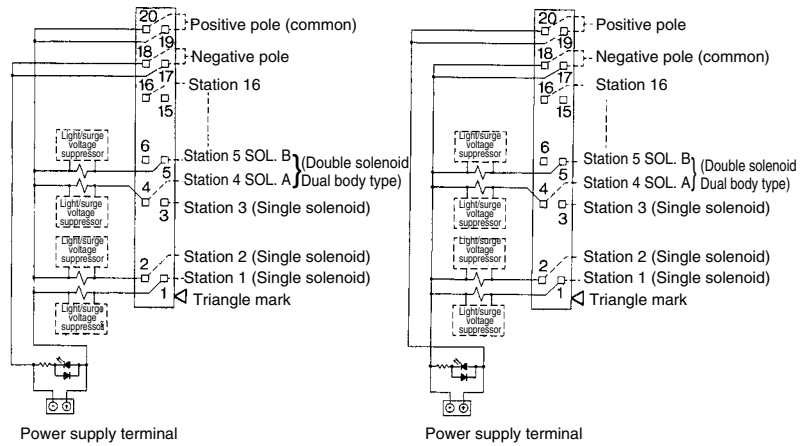 20
Positive pole (common)
19
18
Negative pole
17
16
Station 16
15
Light/surge
voltage
suppressor
6
Station 5 SOL. B
5
(Double solenoid
4
Station 4 SOL. A
Dual body type)
Light/surge
voltage
suppressor
3
Station 3 (Single solenoid)
Light/surge
voltage
suppressor
2
Station 2 (Single solenoid)
Station 1 (Single solenoid)
1
Triangle mark
Light/surge
voltage
suppressor
Power supply terminal
20
Positive pole
19
18
Negative pole (common)
17
16
Station 16
15
Light/surge
voltage
suppressor
6
Station 5 SOL. B
5
(Double solenoid
4
Station 4 SOL. A
Dual body type)
Light/surge
voltage
suppressor
3
Station 3 (Single solenoid)
Light/surge
voltage
suppressor
2
Station 2 (Single solenoid)
Station 1 (Single solenoid)
1
Triangle mark
Light/surge
voltage
suppressor
Power supply terminal